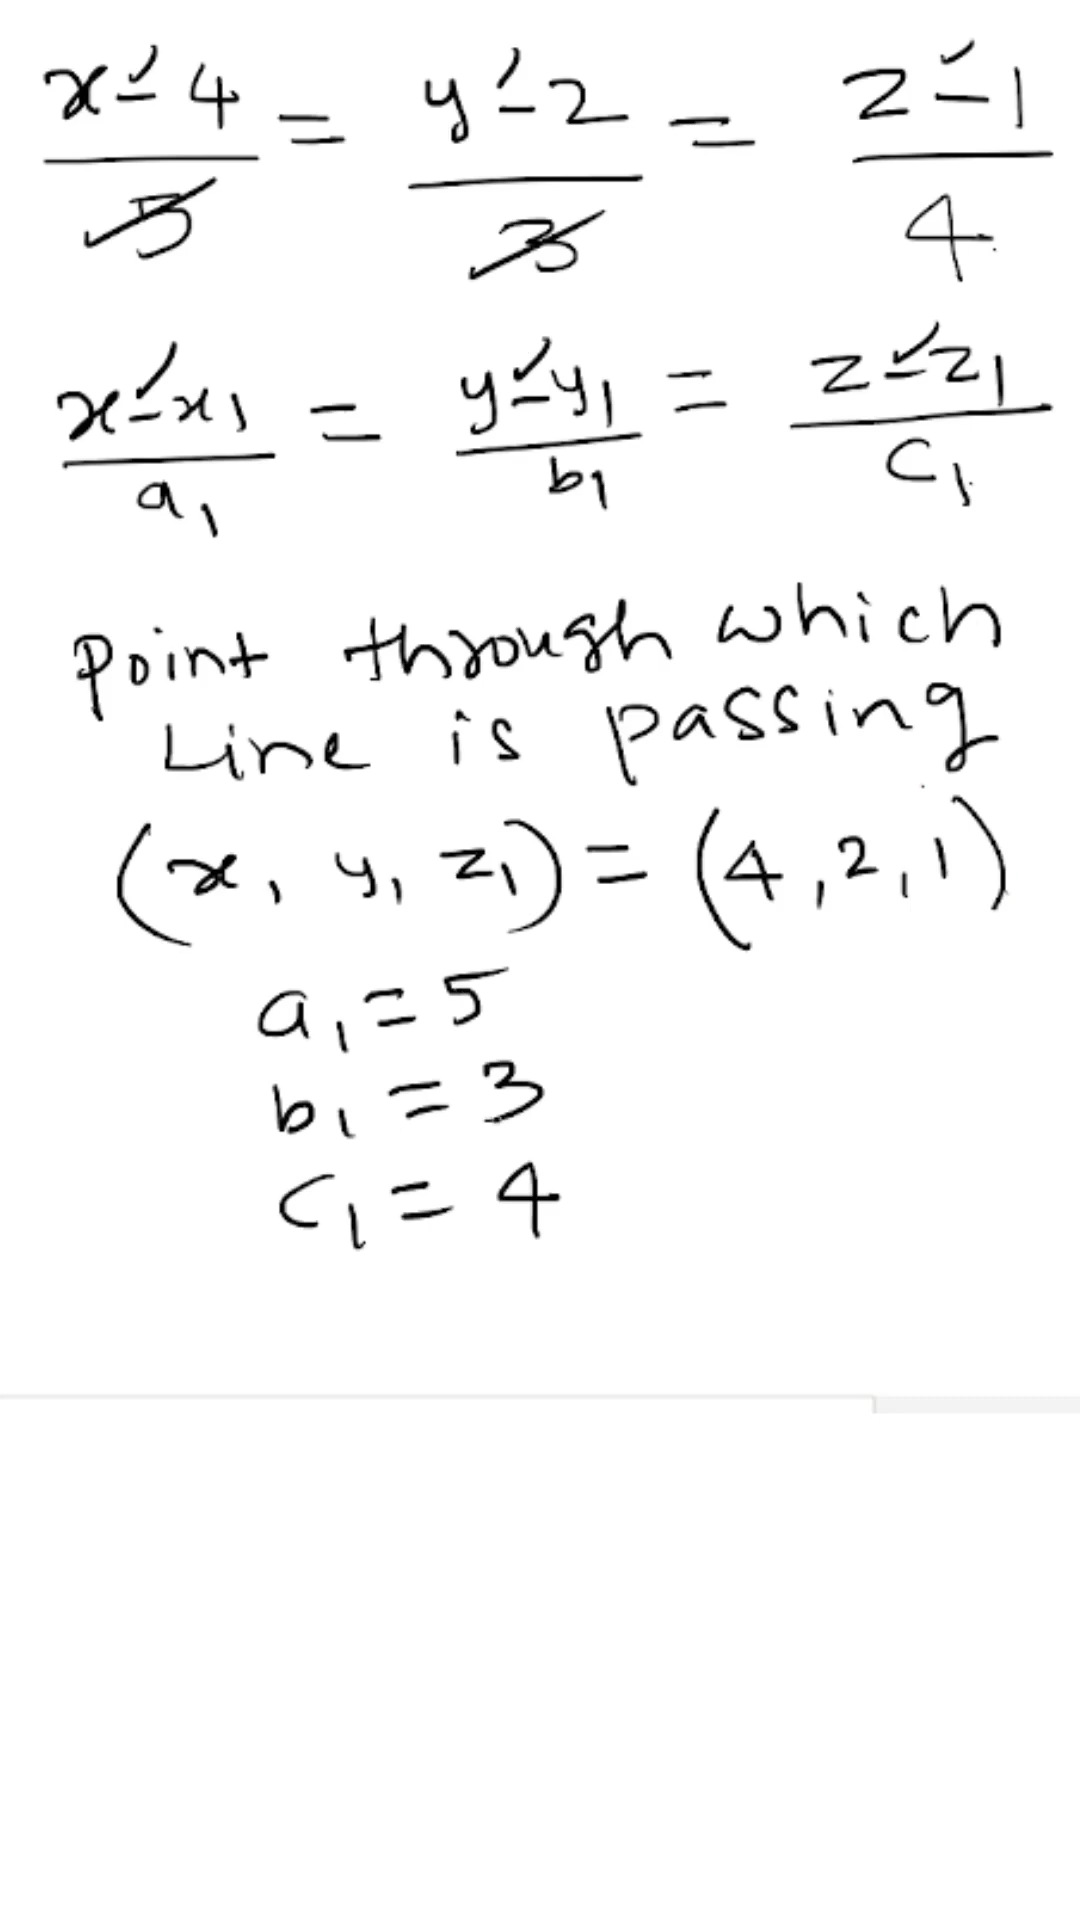 x - 4 / 5 = y - 2 / 3 = z - 1 / 4
x - x1 / a1 = y - y1 / b1 = z - z1 / c1
Point through which
Line is passing
(x1 y1 z1) = (4, 2, 1)
a1 = 5
b1 = 3
c1 = 4